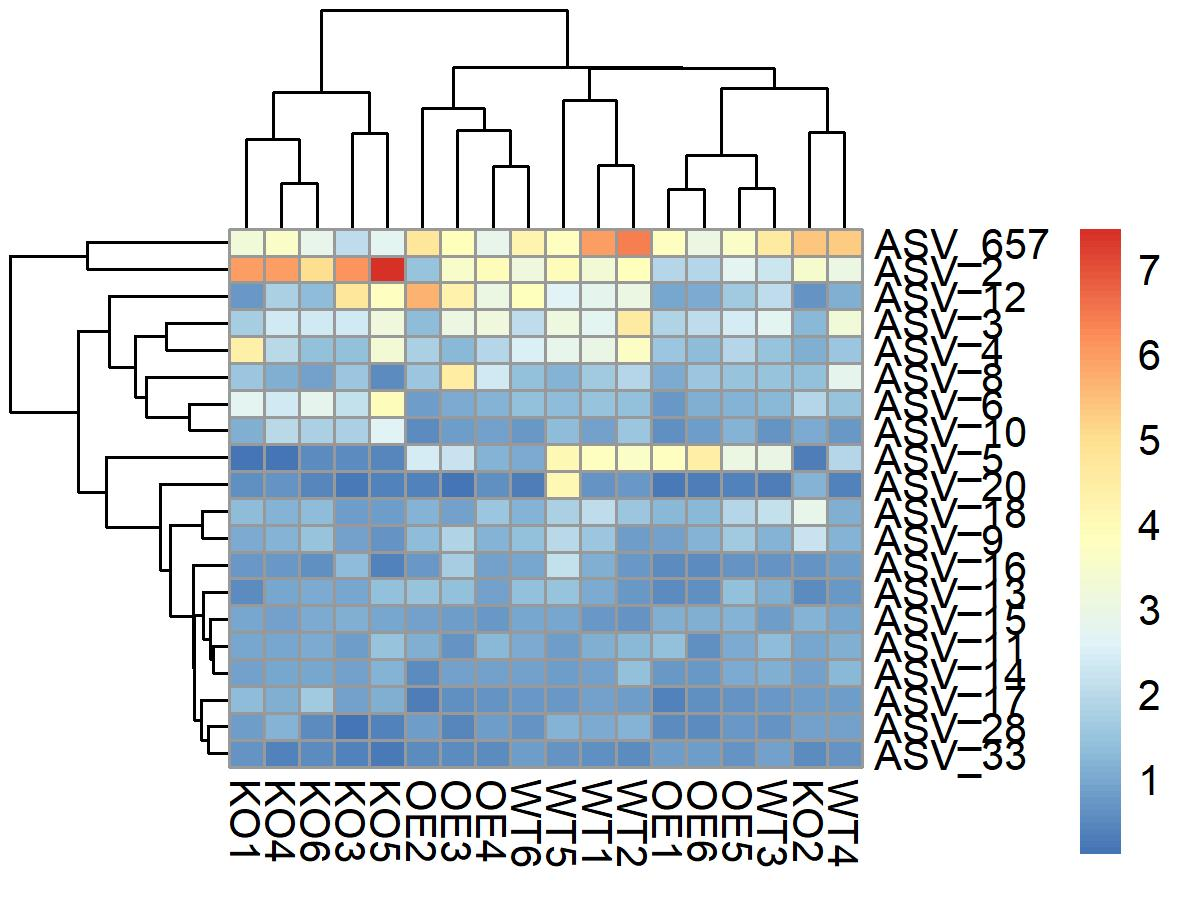 ASV_657
ASV_2
ASV_12
ASV_3
ASV_4
ASV_8
ASV_6
ASV_10
ASV_5
ASV_20
ASV_18
ASV_9
ASV_16
ASV_13
ASV_15
ASV_11
ASV_14
ASV_17
ASV_28
ASV_33
7
6
5
4
3
2
1
KO1 KO4 KO6 KO3 KO5 OE2 OE3 OE4 WT6 WT5 WT1 WT2 OE1 OE6 OE5 WT3 KO2 WT4